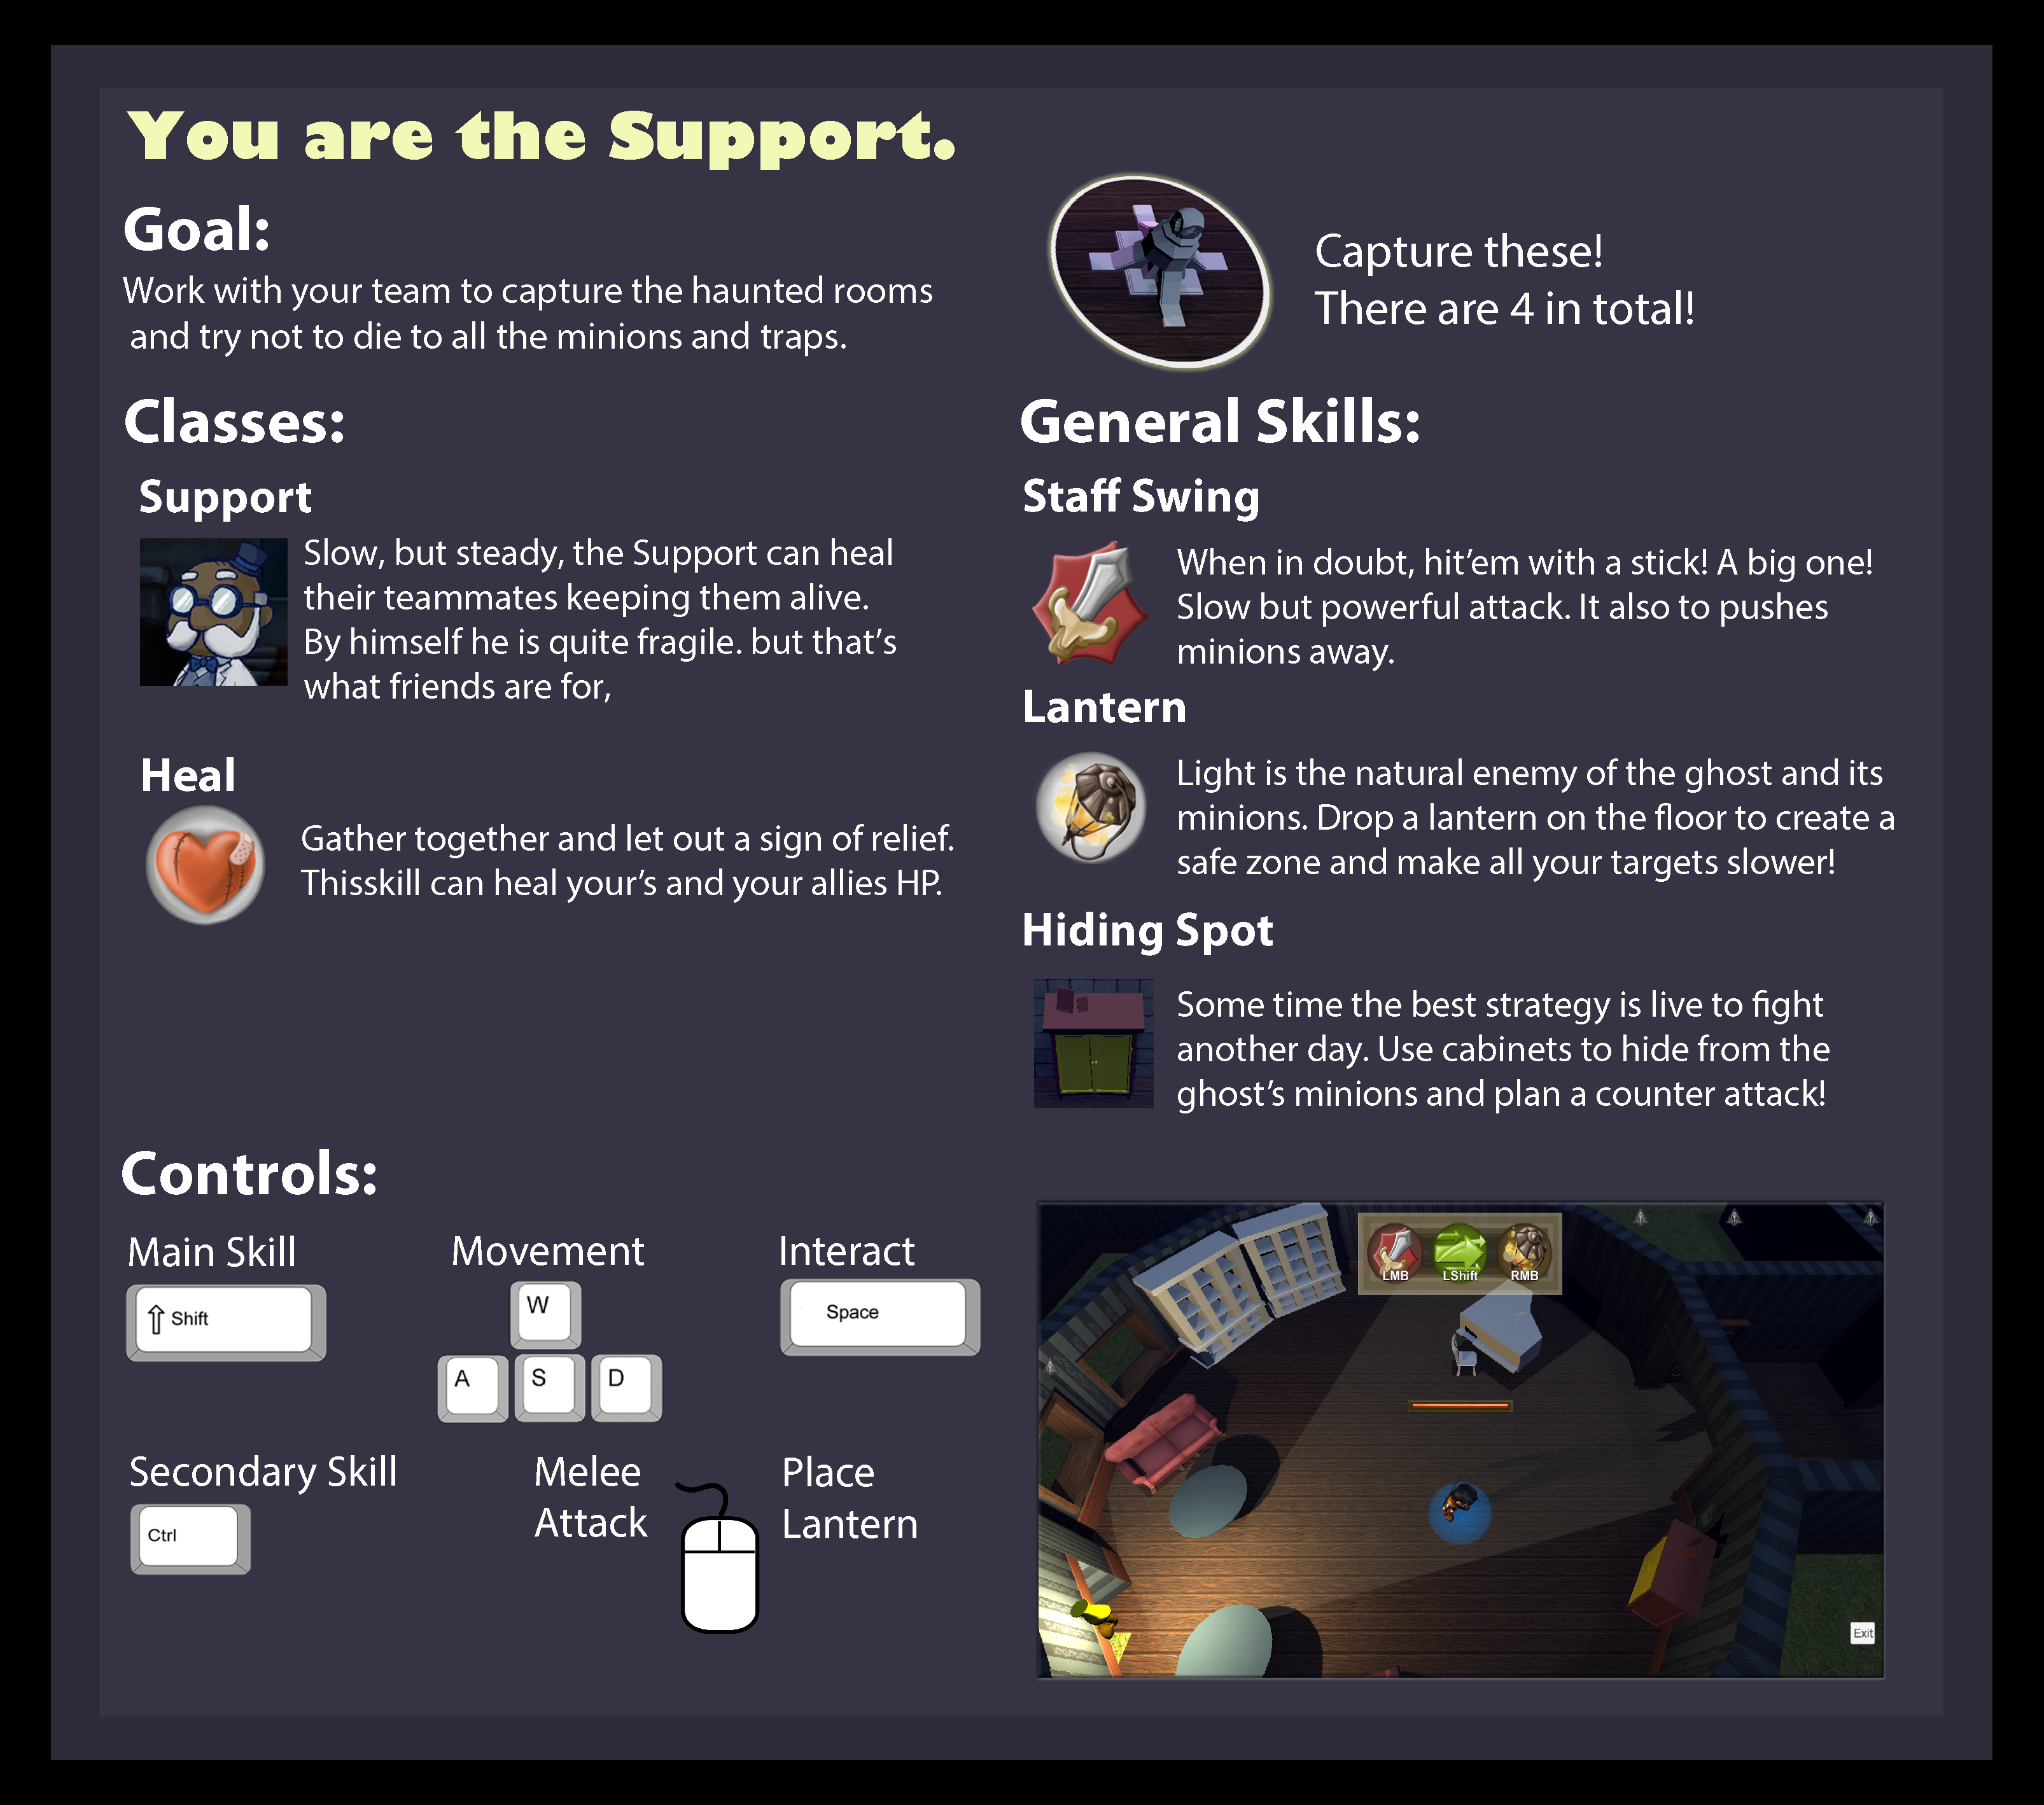 You are the Support.
Goal:
Work with your team to capture the haunted rooms
and try not to die to all the minions and traps.
Capture these!
There are 4 in total!
Classes:
Support
Slow, but steady, the Support can heal
their teammates keeping them alive.
By himself he is quite fragile. but that's
what friends are for,
Heal
Gather together and let out a sign of relief.
Thisskill can heal your's and your allies HP.
General Skills:
Staff Swing
When in doubt, hit'em with a stick! A big one!
Slow but powerful attack. It also to pushes
minions away.
Lantern
Light is the natural enemy of the ghost and its
minions. Drop a lantern on the floor to create a
safe zone and make all your targets slower!
Hiding Spot
Some time the best strategy is live to fight
another day. Use cabinets to hide from the
ghost's minions and plan a counter attack!
Controls:
Main Skill
Shift
Movement
W
A S D
Interact
Space
Secondary Skill
Ctrl
Melee
Attack
Place
Lantern
LMB LShift RMB
Exit